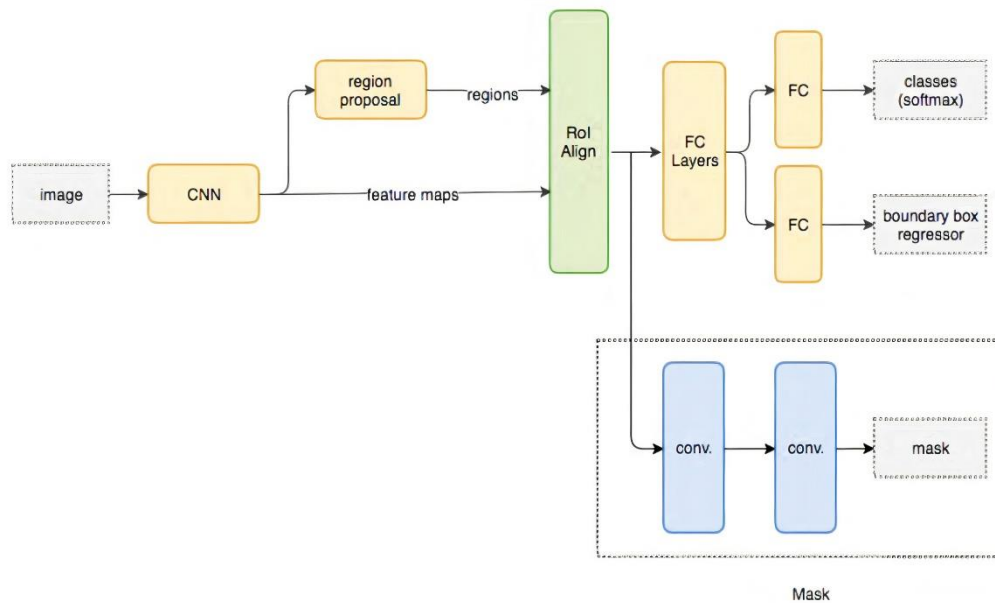 region
proposal
regions
image
CNN
feature maps
RoI
Align
FC
Layers
FC
classes
(softmax)
FC
boundary box
regressor
conv.
conv.
mask
Mask